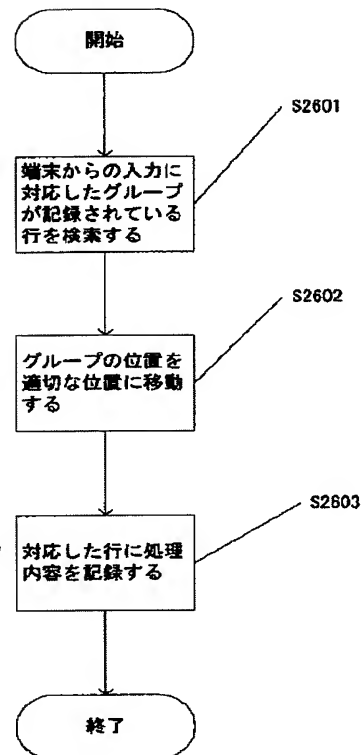 開始
S2601
端末からの入力に
対応したグループ
が記録されている
行を検索する
S2602
グループの位置を
適切な位置に移動
する
S2603
対応した行に処理
内容を記録する
終了